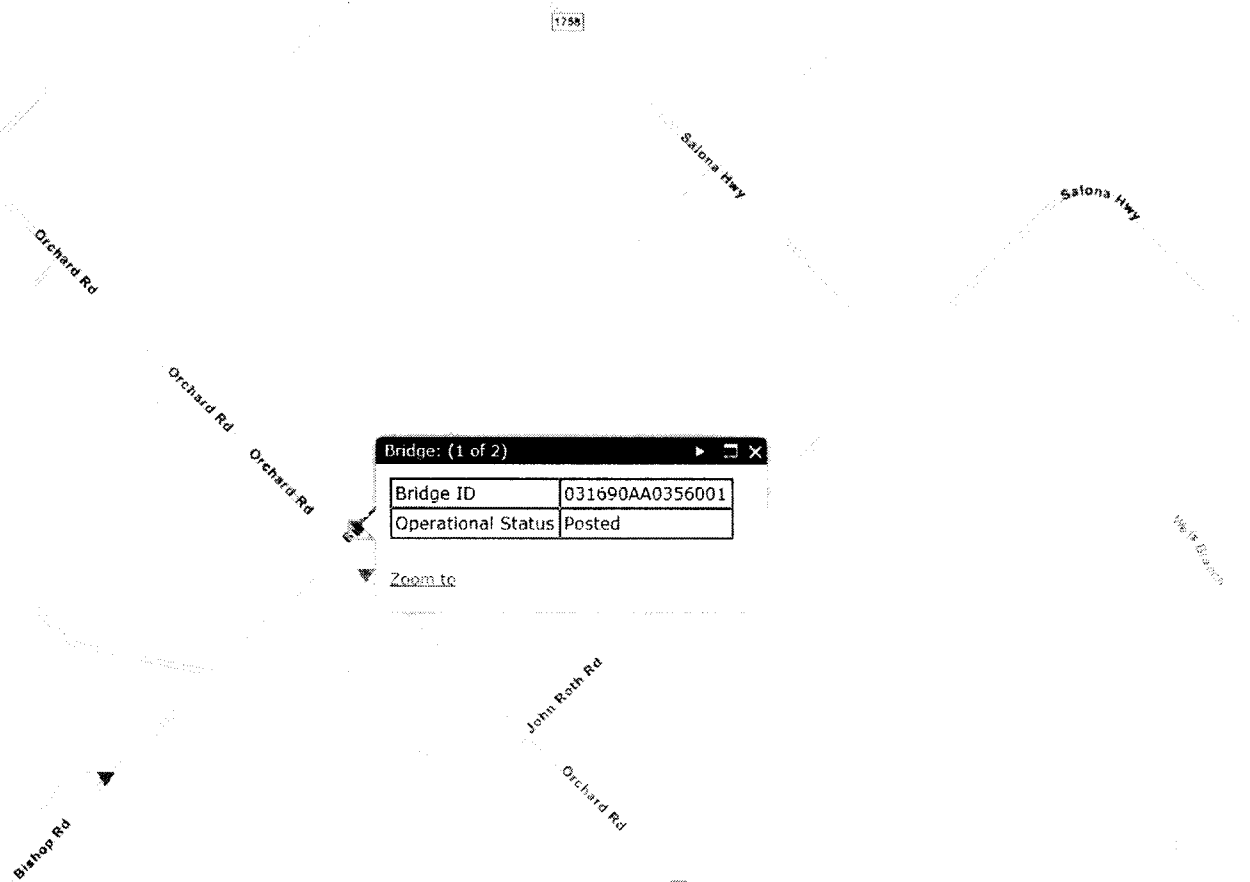 1758
Salona Hwy
Salona Hwy
Orchard Rd
Orchard Rd
Orchard Rd
Bridge: (1 of 2)
Bridge ID 031690AA0356001
Operational Status Posted
Zoom to
John Roth Rd
Orchard Rd
Bishop Rd